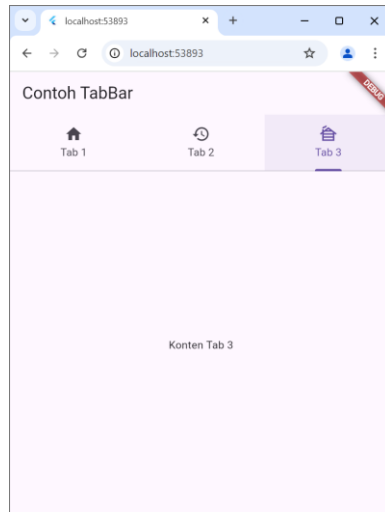 localhost:53893
localhost:53893
Contoh TabBar
DEBUG
Tab 1
Tab 2
Tab 3
Konten Tab 3